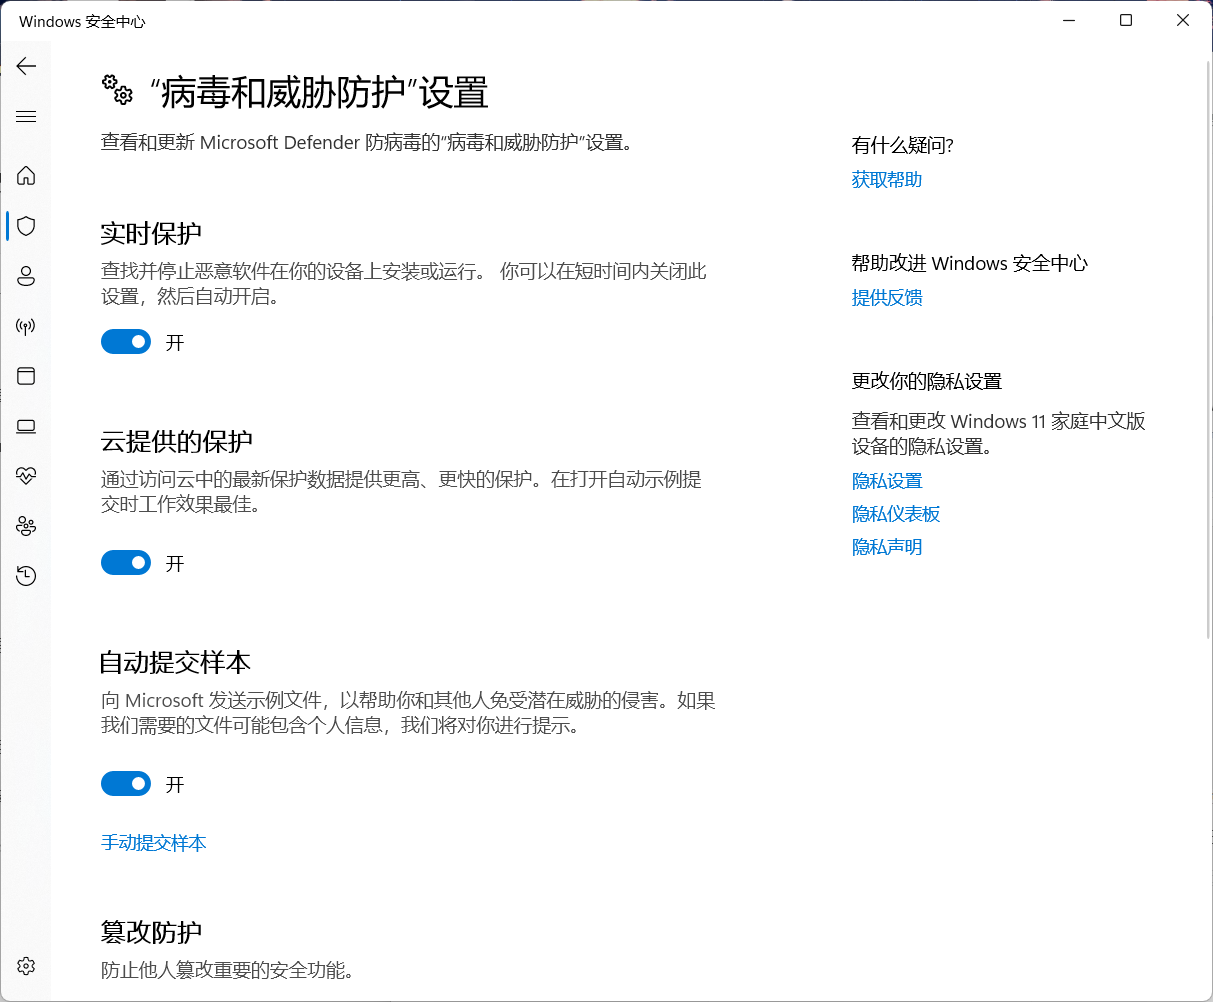 Windows 安全中心
“病毒和威胁防护”设置
查看和更新 Microsoft Defender 防病毒的“病毒和威胁防护”设置。
实时保护
查找并停止恶意软件在你的设备上安装或运行。 你可以在短时间内关闭此
设置，然后自动开启。
开
云提供的保护
通过访问云中的最新保护数据提供更高、更快的保护。在打开自动示例提
交时工作效果最佳。
开
自动提交样本
向 Microsoft 发送示例文件，以帮助你和其他人免受潜在威胁的侵害。如果
我们需要的文件可能包含个人信息，我们将对你进行提示。
开
手动提交样本
篡改防护
防止他人篡改重要的安全功能。
有什么疑问?
获取帮助
帮助改进 Windows 安全中心
提供反馈
更改你的隐私设置
查看和更改 Windows 11 家庭中文版
设备的隐私设置。
隐私设置
隐私仪表板
隐私声明